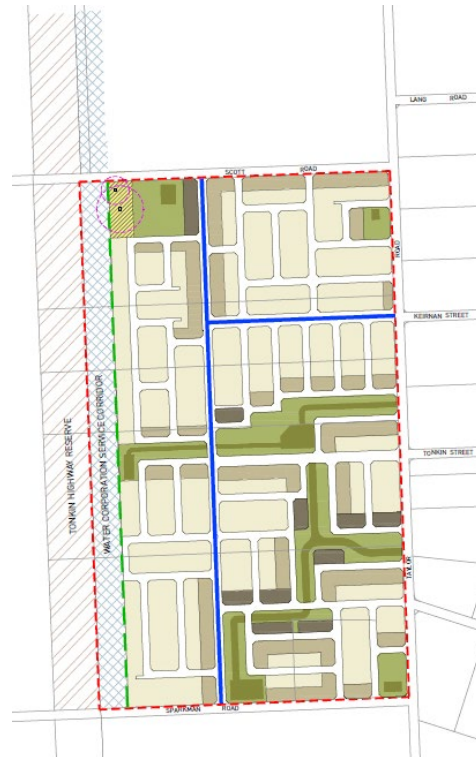 LANG ROAD
SCOTT ROAD
ROAD
KEIRNAN STREET
TONKIN STREET
TONKIN HIGHWAY RESERVE
WATER CORPORATION SERVICE CORRIDOR
TAYLOR
SPARKMAN ROAD